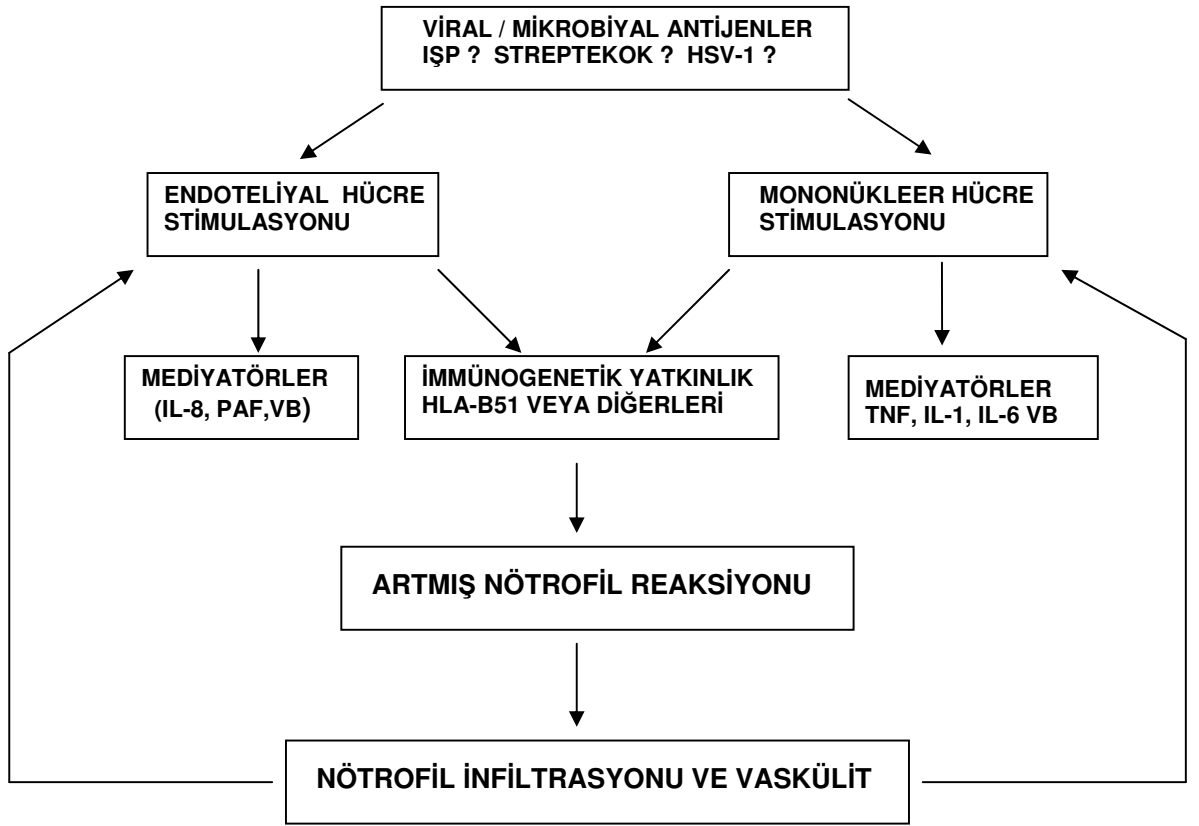 VİRAL / MİKROBİYAL ANTİJENLER
IŞP ? STREPTEKOK ? HSV-1 ?
ENDOTELİYAL HÜCRE
STİMULASYONU
MONONÜKLEER HÜCRE
STİMULASYONU
MEDİYATÖRLER
(IL-8, PAF,VB)
İMMÜNOGENETİK YATKINLIK
HLA-B51 VEYA DİĞERLERİ
MEDİYATÖRLER
TNF, IL-1, IL-6 VB
ARTMIŞ NÖTROFİL REAKSİYONU
NÖTROFİL İNFİLTRASYONU VE VASKÜLİT